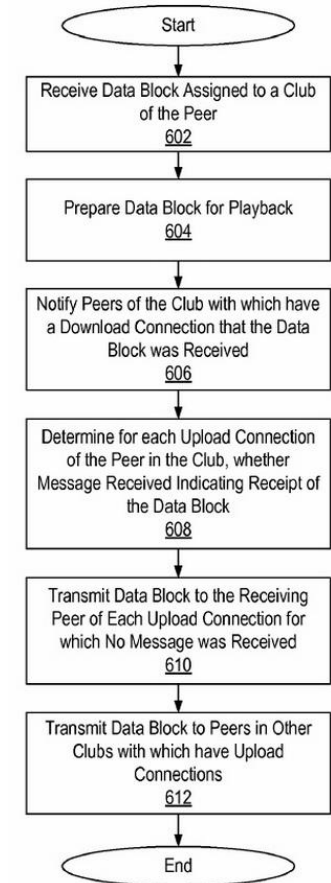 Start
Receive Data Block Assigned to a Club
of the Peer
602
Prepare Data Block for Playback
604
Notify Peers of the Club with which have
a Download Connection that the Data
Block was Received
606
Determine for each Upload Connection
of the Peer in the Club, whether
Message Received Indicating Receipt of
the Data Block
608
Transmit Data Block to the Receiving
Peer of Each Upload Connection for
which No Message was Received
610
Transmit Data Block to Peers in Other
Clubs with which have Upload
Connections
612
End